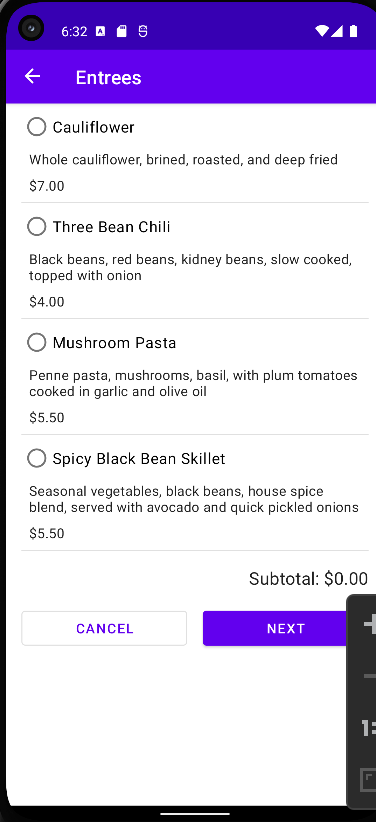 6:32
Entrees
Cauliflower
Whole cauliflower, brined, roasted, and deep fried
$7.00
Three Bean Chili
Black beans, red beans, kidney beans, slow cooked,
topped with onion
$4.00
Mushroom Pasta
Penne pasta, mushrooms, basil, with plum tomatoes
cooked in garlic and olive oil
$5.50
Spicy Black Bean Skillet
Seasonal vegetables, black beans, house spice
blend, served with avocado and quick pickled onions
$5.50
Subtotal: $0.00
CANCEL NEXT